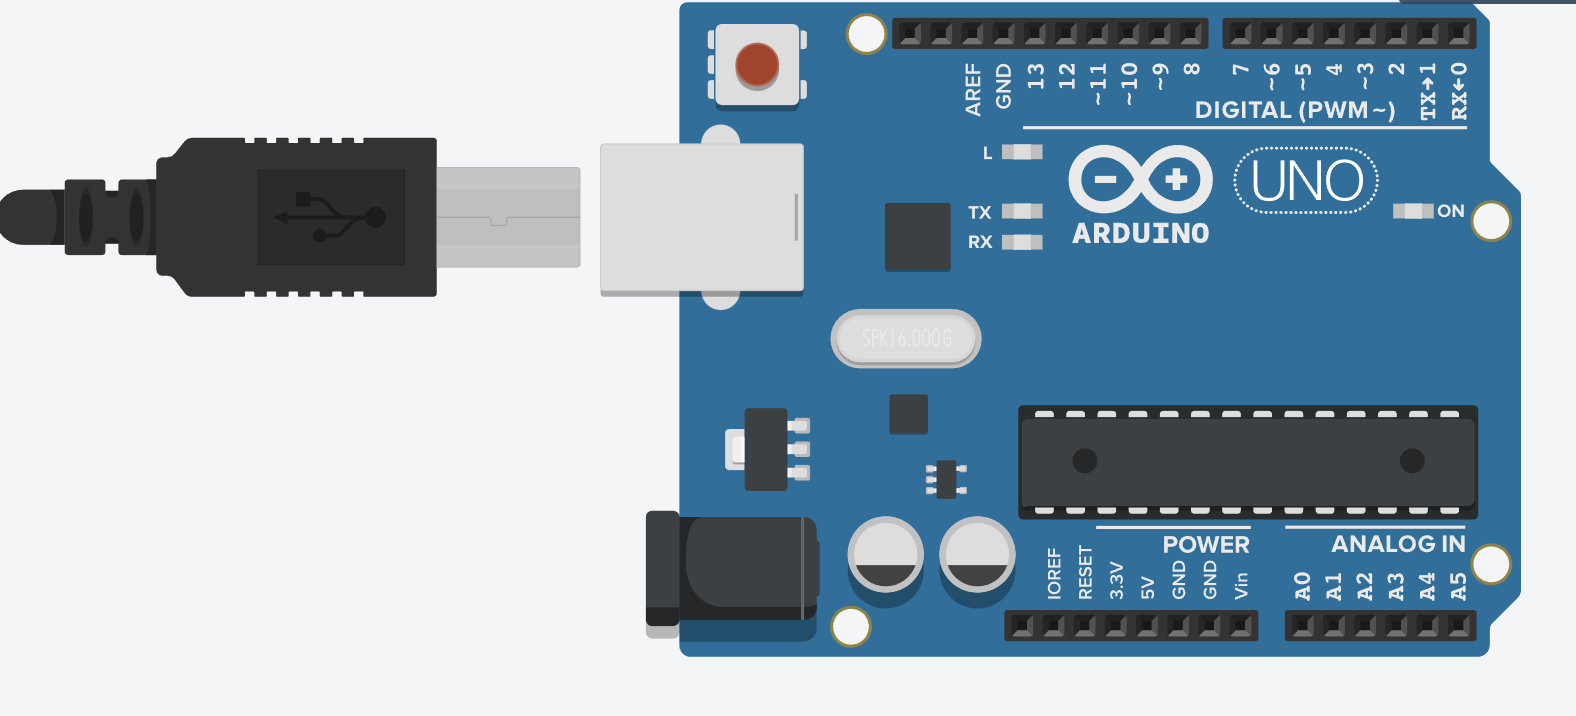 AREF GND 13 12 ~11 ~10 ~9 8 7 ~6 ~5 4 ~3 2 TX→1 RX←0
DIGITAL (PWM ~)
L
UNO
TX
ON
RX
ARDUINO
SPK16.000G
POWER
ANALOG IN
IOREF RESET 3.3V 5V GND GND Vin
A0 A1 A2 A3 A4 A5